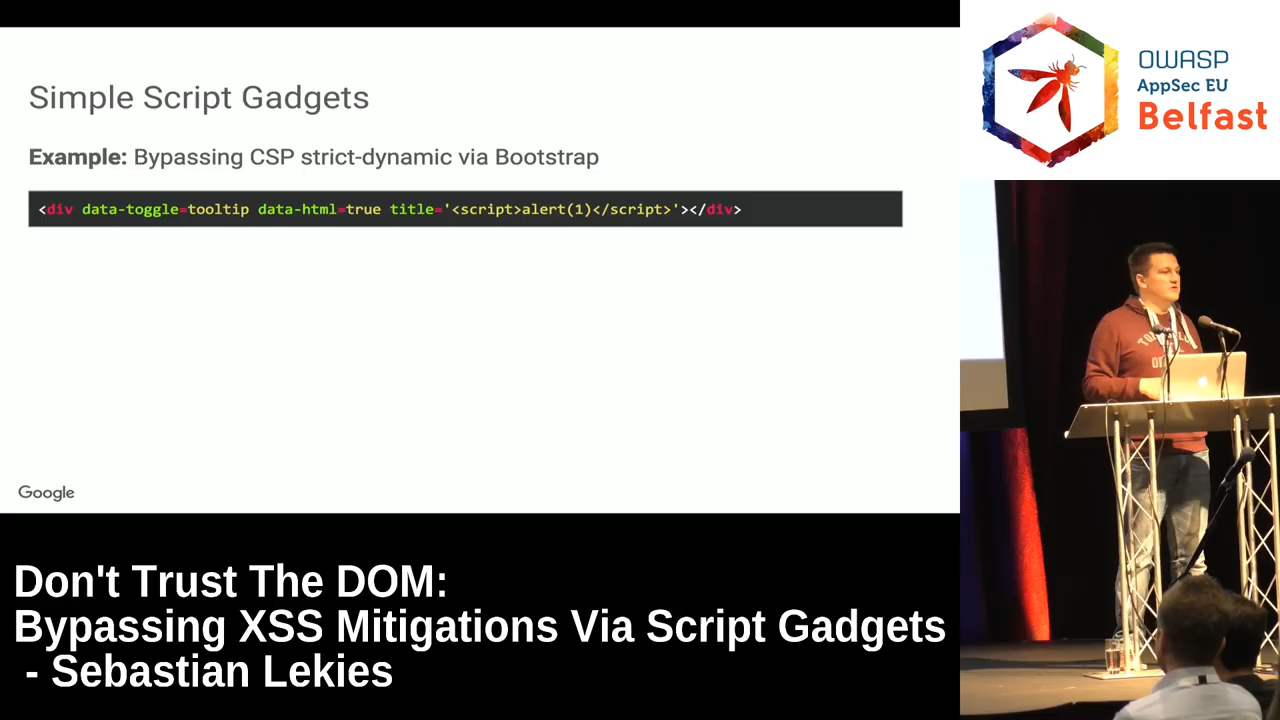 Simple Script Gadgets
Example: Bypassing CSP strict-dynamic via Bootstrap
<div data-toggle=tooltip data-html=true title='<script>alert(1)</script>'></div>
Google
OWASP
AppSec EU
Belfast
Don't Trust The DOM:
Bypassing XSS Mitigations Via Script Gadgets
- Sebastian Lekies